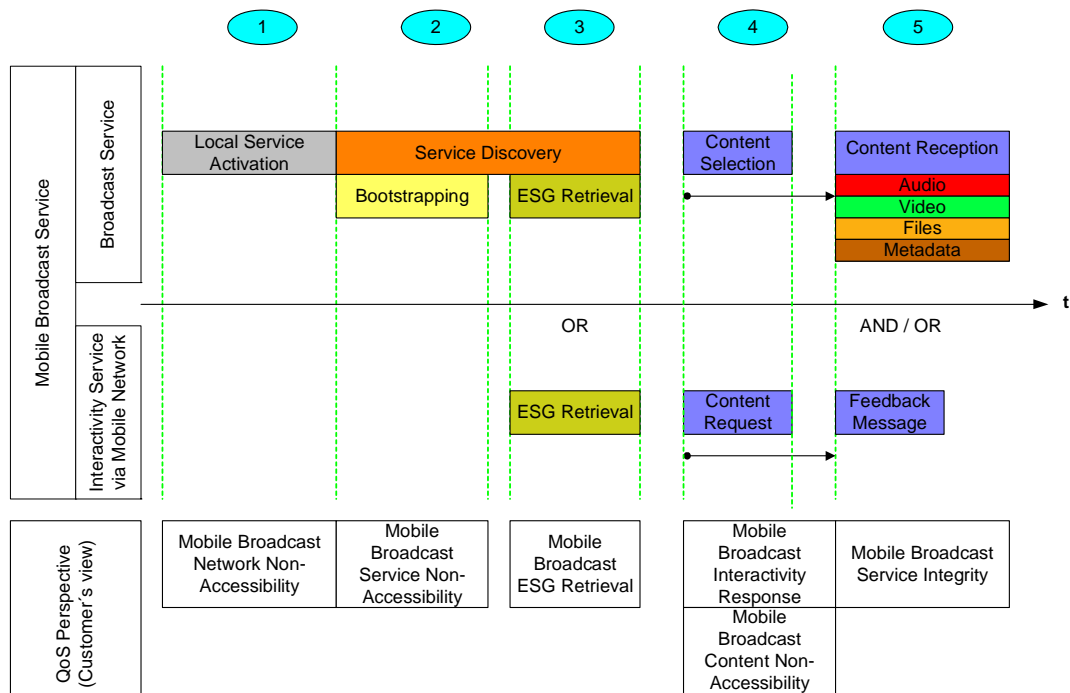 1
2
3
4
5
Mobile Broadcast Service
Broadcast Service
Local Service
Activation
Service Discovery
Content
Selection
Content Reception
Bootstrapping
ESG Retrieval
Audio
Video
Files
Metadata
t
OR
AND / OR
Interactivity Service
via Mobile Network
ESG Retrieval
Content
Request
Feedback
Message
QoS Perspective
(Customer´s view)
Mobile Broadcast
Network Non-
Accessibility
Mobile
Broadcast
Service Non-
Accessibility
Mobile
Broadcast
ESG Retrieval
Mobile
Broadcast
Interactivity
Response
Mobile Broadcast
Service Integrity
Mobile
Broadcast
Content Non-
Accessibility